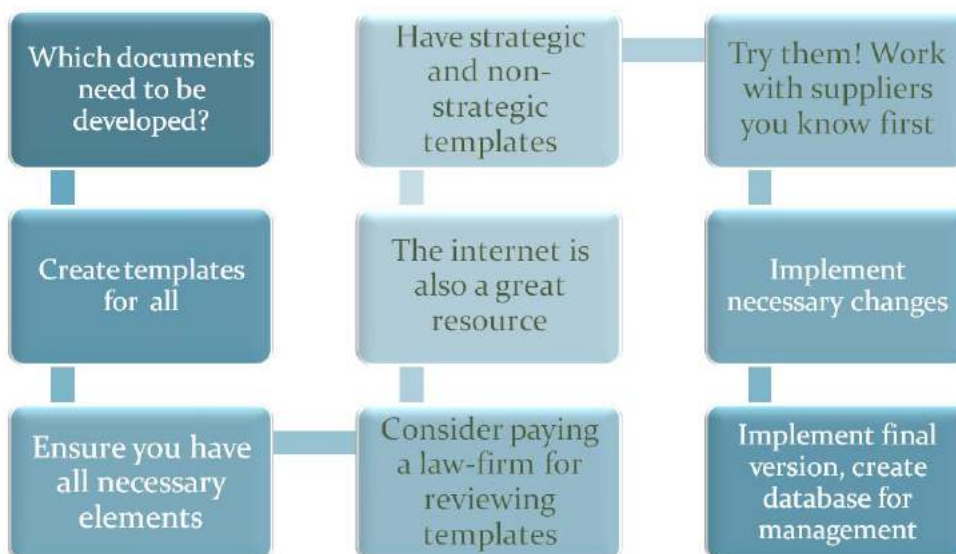 Which documents
need to be
developed?
Create templates
for all
Ensure you have
all necessary
elements
Consider paying
a law-firm for
reviewing
templates
The internet is
also a great
resource
Have strategic
and non-
strategic
templates
Try them! Work
with suppliers
you know first
Implement
necessary changes
Implement final
version, create
database for
management